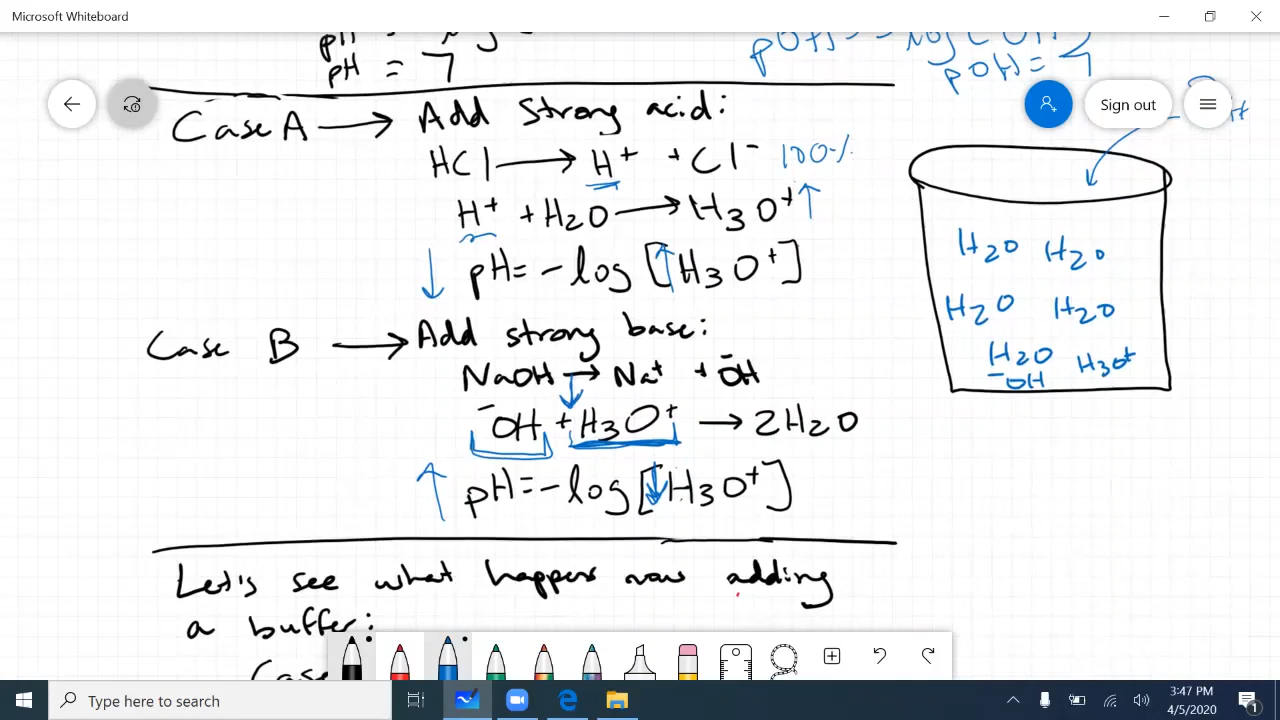 Microsoft Whiteboard
pH = 7
pOH = 7
Sign out
Case A → Add strong acid:
HCl → H+ + Cl- 100%
H+ + H2O → H3O+ ↑
↓ pH = -log [↑H3O+]
Case B → Add strong base:
NaOH → Na+ + -OH
-OH + H3O+ → 2H2O
↑ pH = -log [↓H3O+]
H2O H2O
H2O H2O
H2O H3O+
-OH
Let's see what happens now adding
a buffer:
Case
Type here to search
3:47 PM
4/5/2020
1